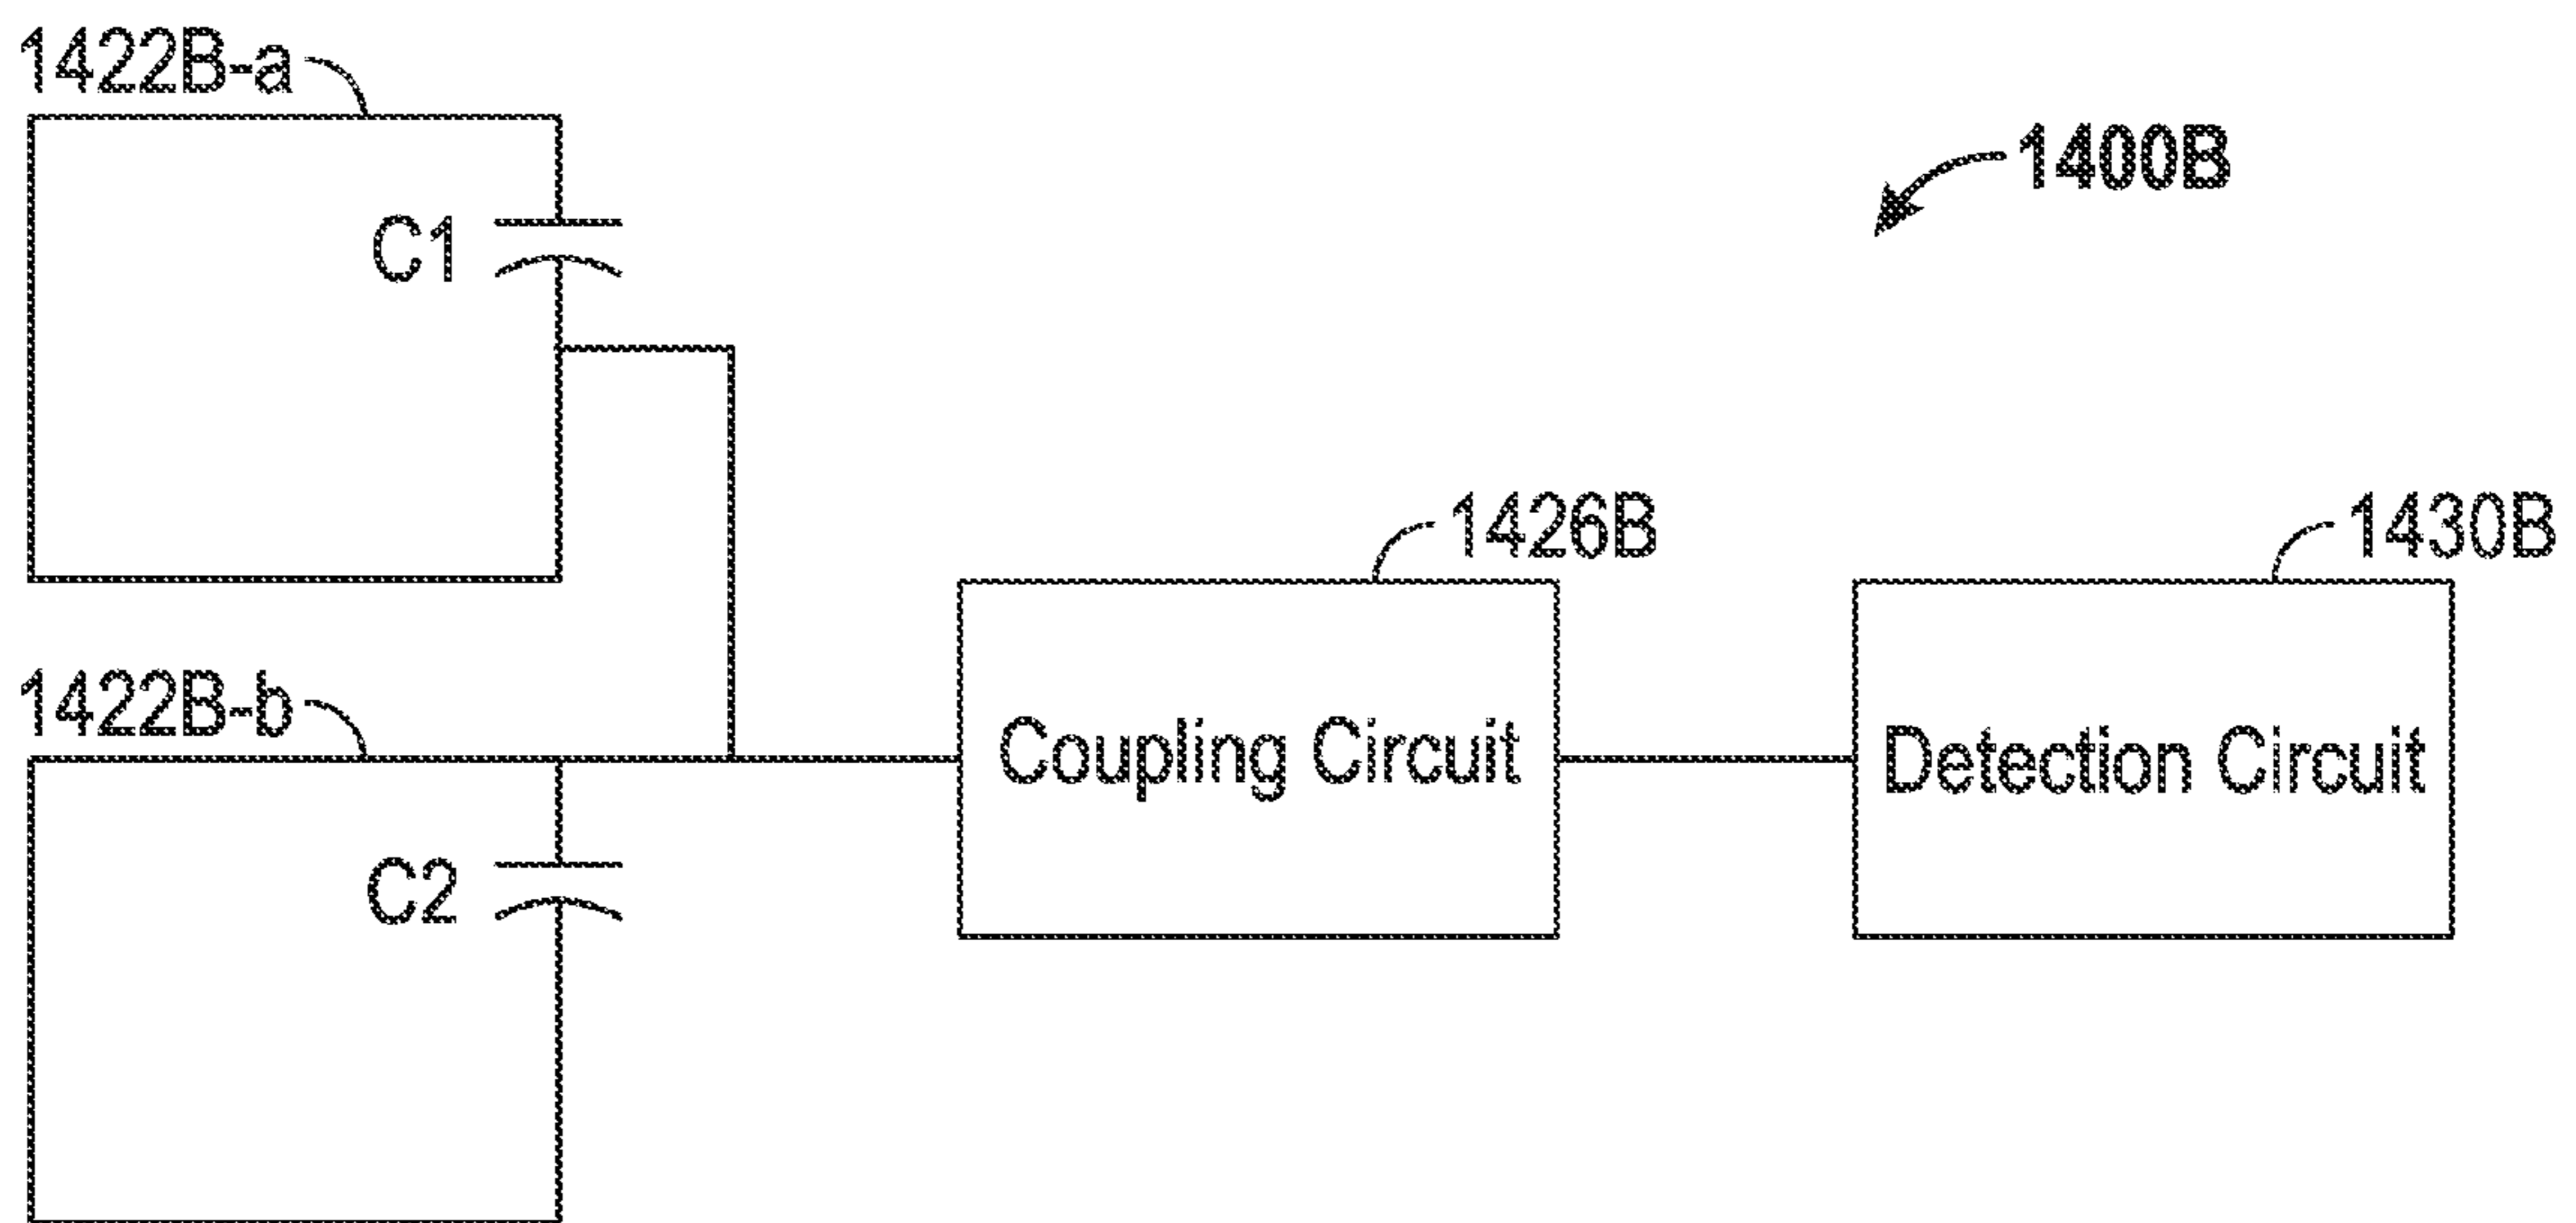 1422B-a
1400B
C1
1426B
1430B
1422B-b
Coupling Circuit
Detection Circuit
C2